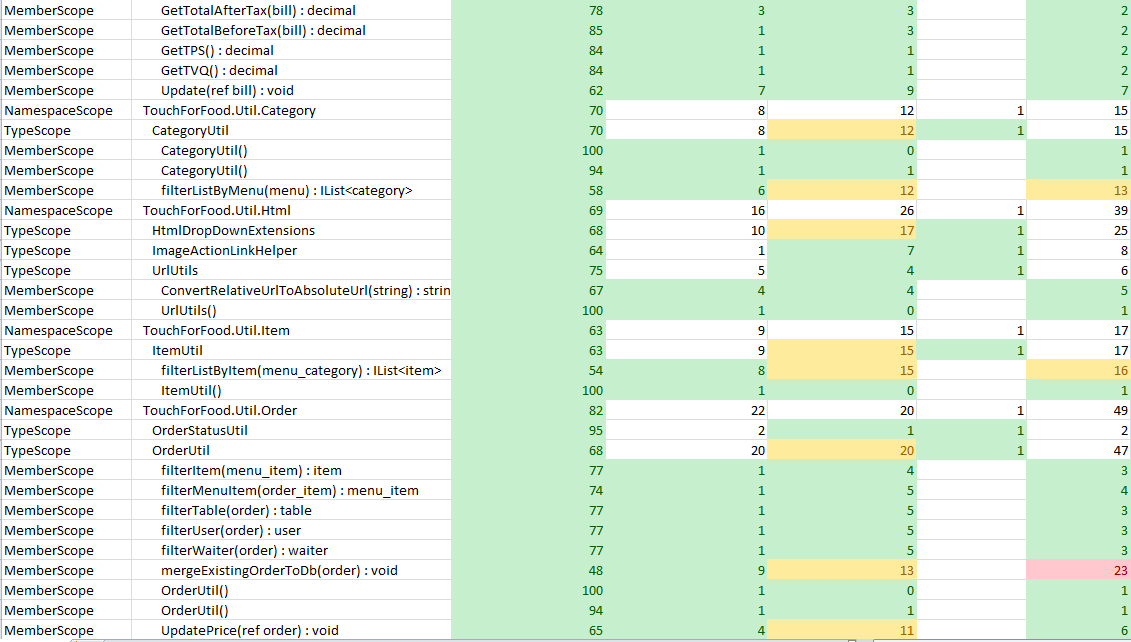 MemberScope GetTotalAfterTax(bill) : decimal 78 3 3 2
MemberScope GetTotalBeforeTax(bill) : decimal 85 1 3 2
MemberScope GetTPS() : decimal 84 1 1 2
MemberScope GetTVQ() : decimal 84 1 1 2
MemberScope Update(ref bill) : void 62 7 9 7
NamespaceScope TouchForFood.Util.Category 70 8 12 1 15
TypeScope CategoryUtil 70 8 12 1 15
MemberScope CategoryUtil() 100 1 0 1
MemberScope CategoryUtil() 94 1 1 1
MemberScope filterListByMenu(menu) : IList<category> 58 6 12 13
NamespaceScope TouchForFood.Util.Html 69 16 26 1 39
TypeScope HtmlDropDownExtensions 68 10 17 1 25
TypeScope ImageActionLinkHelper 64 1 7 1 8
TypeScope UrlUtils 75 5 4 1 6
MemberScope ConvertRelativeUrlToAbsoluteUrl(string) : strin 67 4 4 5
MemberScope UrlUtils() 100 1 0 1
NamespaceScope TouchForFood.Util.Item 63 9 15 1 17
TypeScope ItemUtil 63 9 15 1 17
MemberScope filterListByItem(menu_category) : IList<item> 54 8 15 16
MemberScope ItemUtil() 100 1 0 1
NamespaceScope TouchForFood.Util.Order 82 22 20 1 49
TypeScope OrderStatusUtil 95 2 1 1 2
TypeScope OrderUtil 68 20 20 1 47
MemberScope filterItem(menu_item) : item 77 1 4 3
MemberScope filterMenuItem(order_item) : menu_item 74 1 5 4
MemberScope filterTable(order) : table 77 1 5 3
MemberScope filterUser(order) : user 77 1 5 3
MemberScope filterWaiter(order) : waiter 77 1 5 3
MemberScope mergeExistingOrderToDb(order) : void 48 9 13 23
MemberScope OrderUtil() 100 1 0 1
MemberScope OrderUtil() 94 1 1 1
MemberScope UpdatePrice(ref order) : void 65 4 11 6